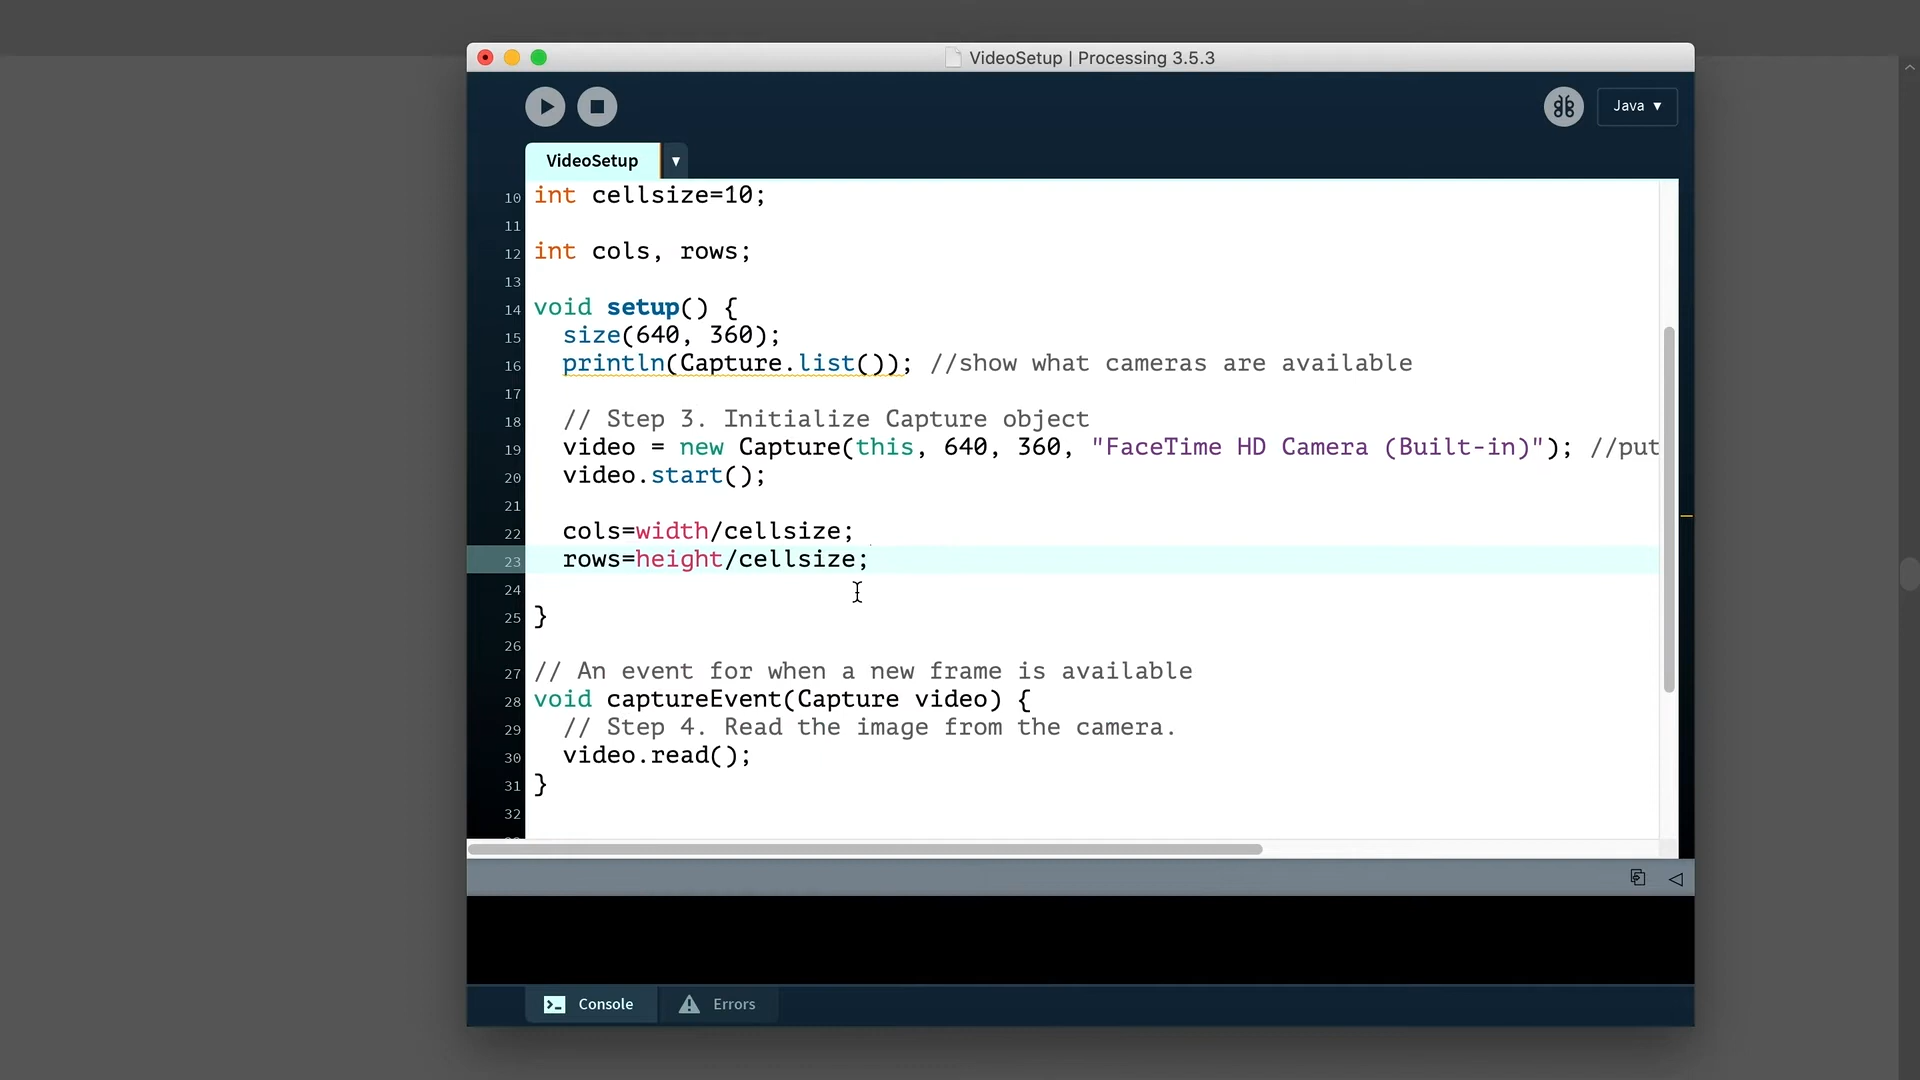 VideoSetup | Processing 3.5.3
Java ▼
VideoSetup ▼
10 int cellsize=10;
11
12 int cols, rows;
13
14 void setup() {
15 size(640, 360);
16 println(Capture.list()); //show what cameras are available
17
18 // Step 3. Initialize Capture object
19 video = new Capture(this, 640, 360, "FaceTime HD Camera (Built-in)"); //put
20 video.start();
21
22 cols=width/cellsize;
23 rows=height/cellsize;
24
25 }
26
27 // An event for when a new frame is available
28 void captureEvent(Capture video) {
29 // Step 4. Read the image from the camera.
30 video.read();
31 }
32
Console Errors